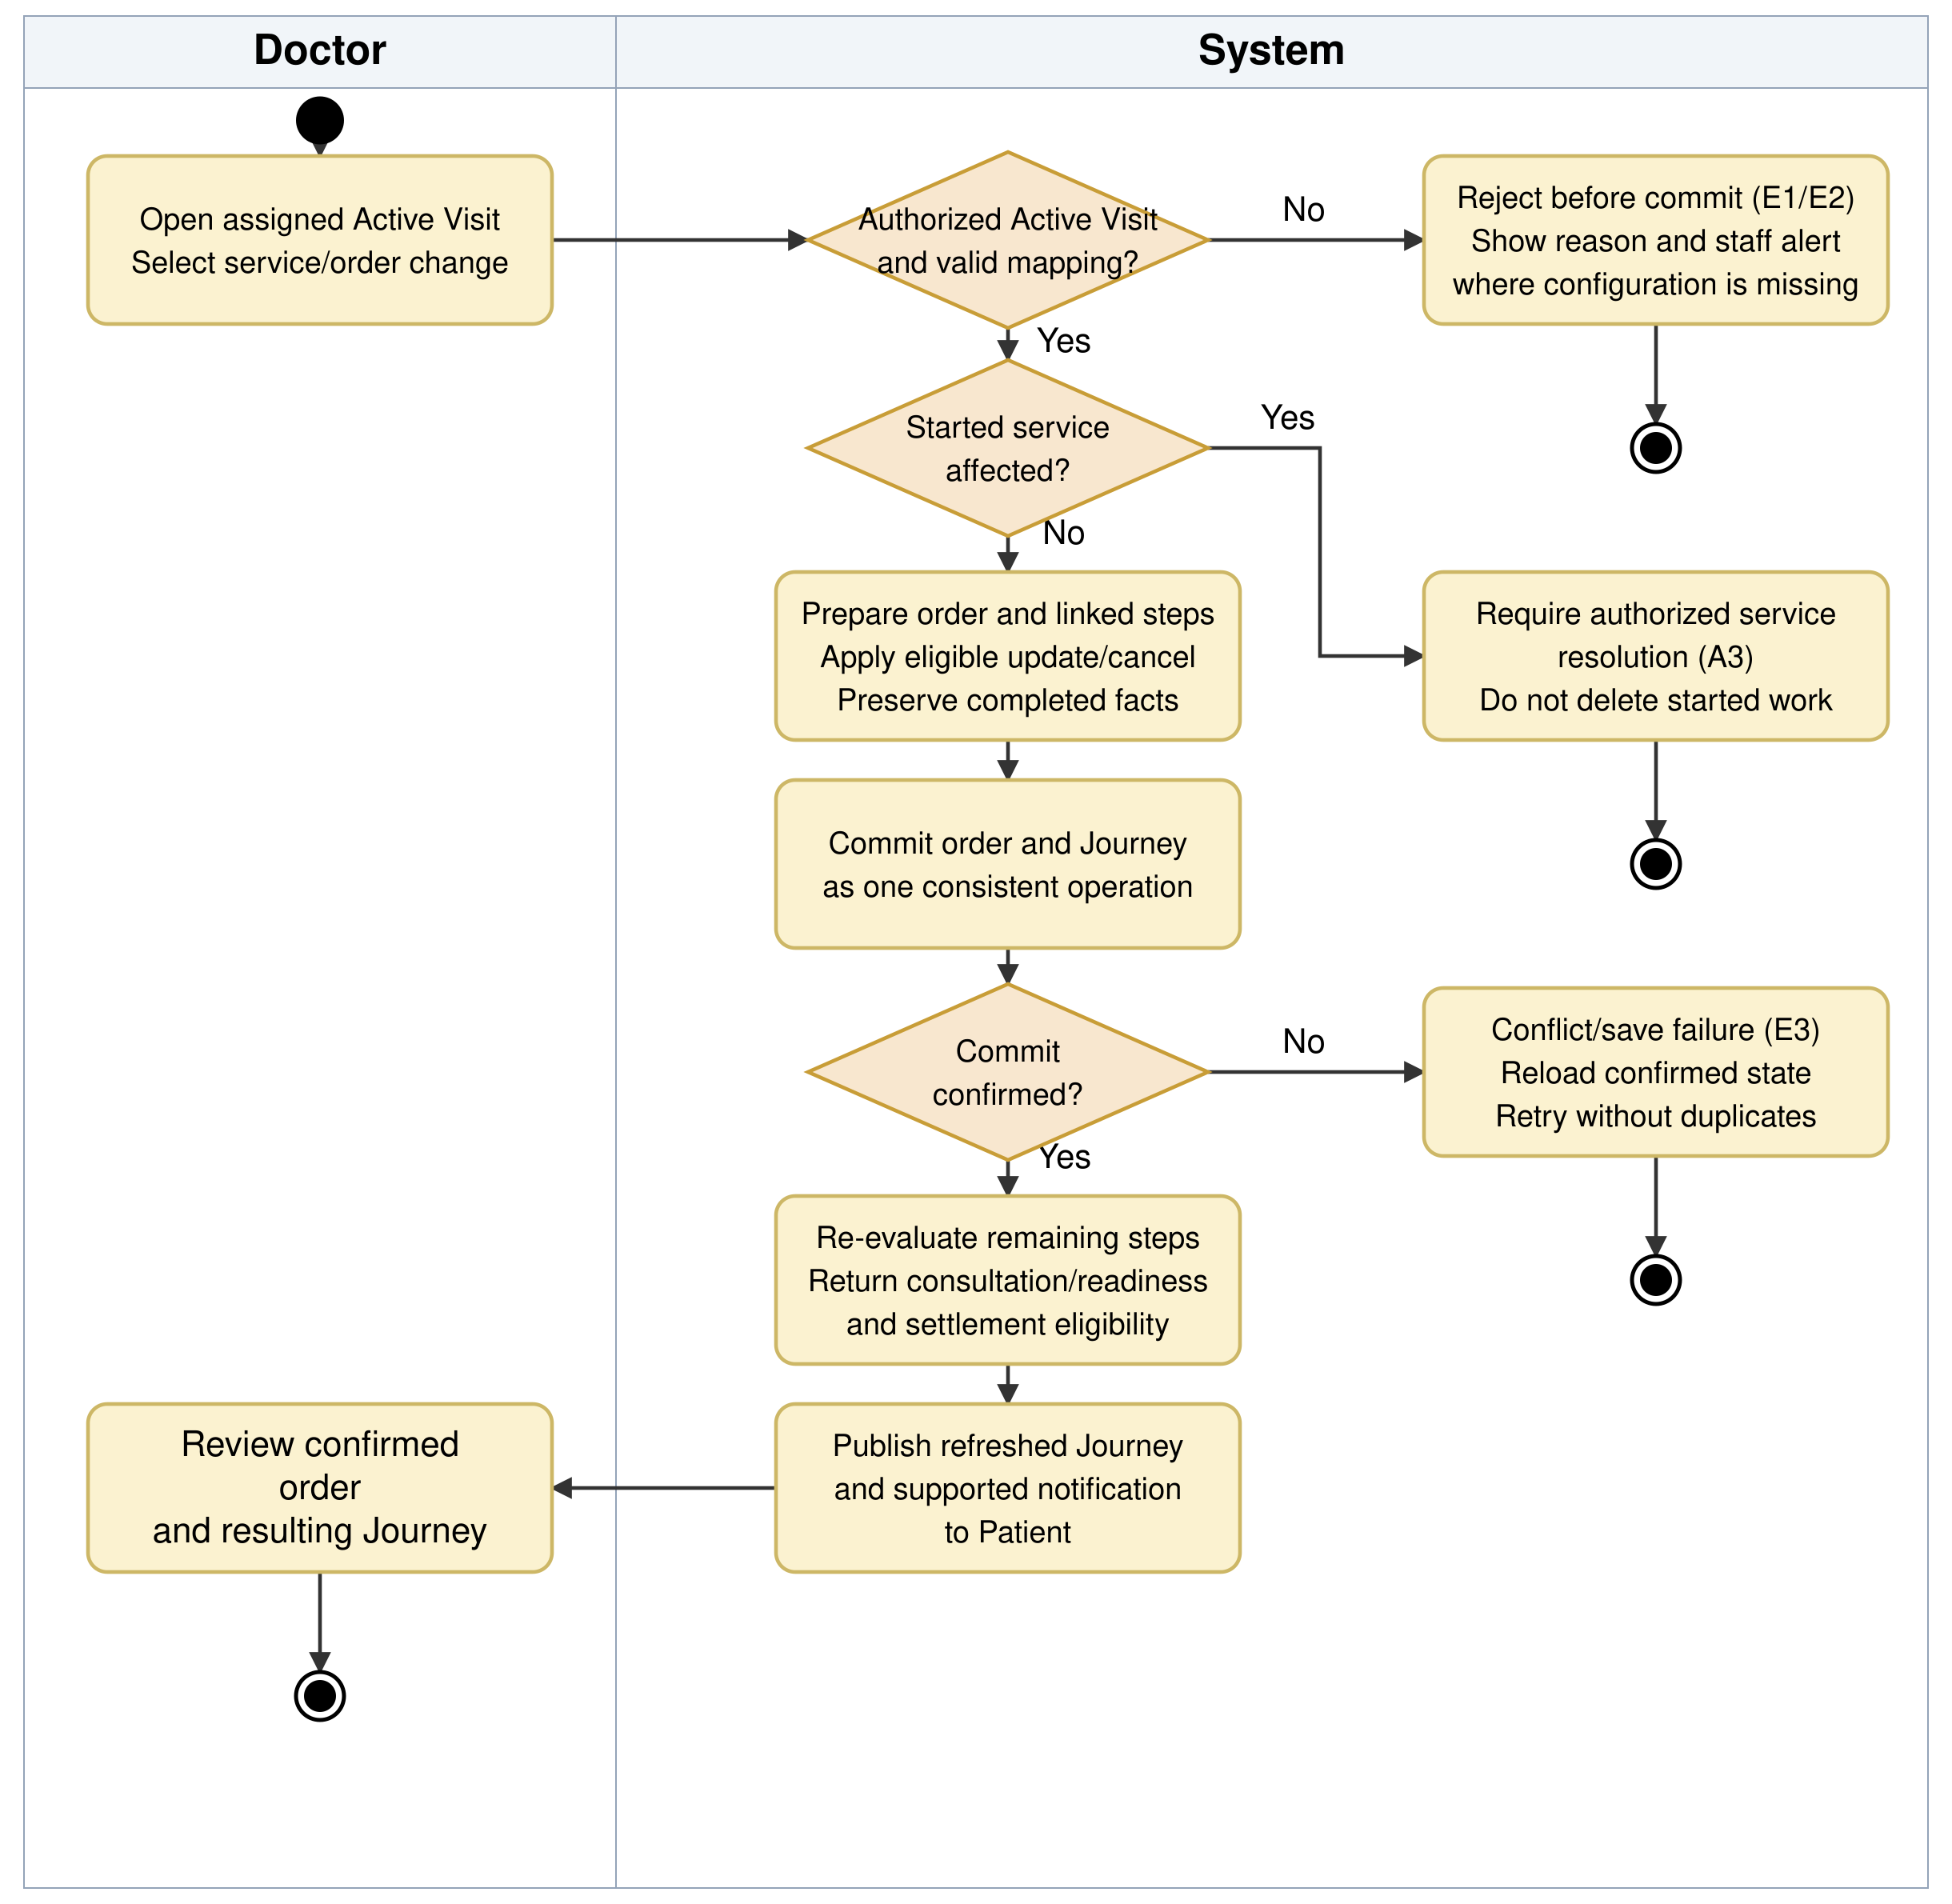 Doctor
System
Open assigned Active Visit
Select service/order change
Authorized Active Visit
and valid mapping?
No
Reject before commit (E1/E2)
Show reason and staff alert
where configuration is missing
Yes
Started service
affected?
Yes
No
Prepare order and linked steps
Apply eligible update/cancel
Preserve completed facts
Require authorized service
resolution (A3)
Do not delete started work
Commit order and Journey
as one consistent operation
Commit
confirmed?
No
Conflict/save failure (E3)
Reload confirmed state
Retry without duplicates
Yes
Re-evaluate remaining steps
Return consultation/readiness
and settlement eligibility
Publish refreshed Journey
and supported notification
to Patient
Review confirmed
order
and resulting Journey